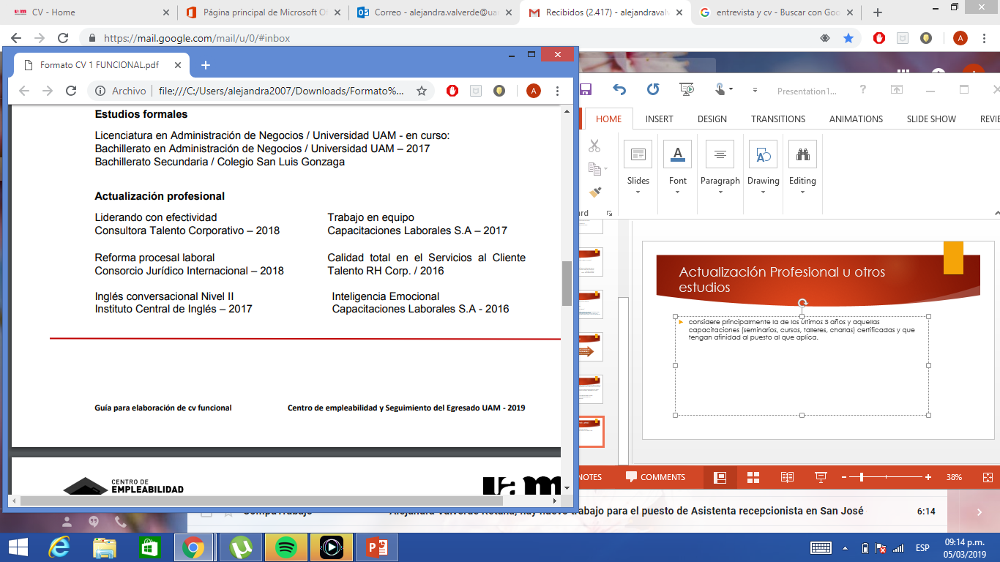 CV - Home
Página principal de Microsoft Of
Correo - alejandra.valverde@ua
Recibidos (2.417) - alejandraval
entrevista y cv - Buscar con Goo
https://mail.google.com/mail/u/0/#inbox
A
Formato CV 1 FUNCIONAL.pdf
Archivo
file:///C:/Users/alejandra2007/Downloads/Formato%...
A
Estudios formales
Licenciatura en Administración de Negocios / Universidad UAM - en curso:
Bachillerato en Administración de Negocios / Universidad UAM – 2017
Bachillerato Secundaria / Colegio San Luis Gonzaga
Actualización profesional
Liderando con efectividad
Consultora Talento Corporativo – 2018
Trabajo en equipo
Capacitaciones Laborales S.A – 2017
Reforma procesal laboral
Consorcio Jurídico Internacional – 2018
Calidad total en el Servicios al Cliente
Talento RH Corp. / 2016
Inglés conversacional Nivel II
Instituto Central de Inglés – 2017
Inteligencia Emocional
Capacitaciones Laborales S.A - 2016
Guía para elaboración de cv funcional
Centro de empleabilidad y Seguimiento del Egresado UAM - 2019
CENTRO DE
EMPLEABILIDAD
uam
Presentation1...
?
HOME
INSERT
DESIGN
TRANSITIONS
ANIMATIONS
SLIDE SHOW
REVIE
Slides
Font
Paragraph
Drawing
Editing
ard
Actualización Profesional u otros
estudios
considere principalmente la de los últimos 3 años y aquellas
capacitaciones (seminarios, cursos, talleres, charlas) certificadas y que
tengan afinidad al puesto al que aplica.
NOTES
COMMENTS
38%
CompuTrabajo
Alejandra Valverde Retana, hay nuevo trabajo para el puesto de Asistenta recepcionista en San José
6:14
ESP
09:14 p.m.
05/03/2019